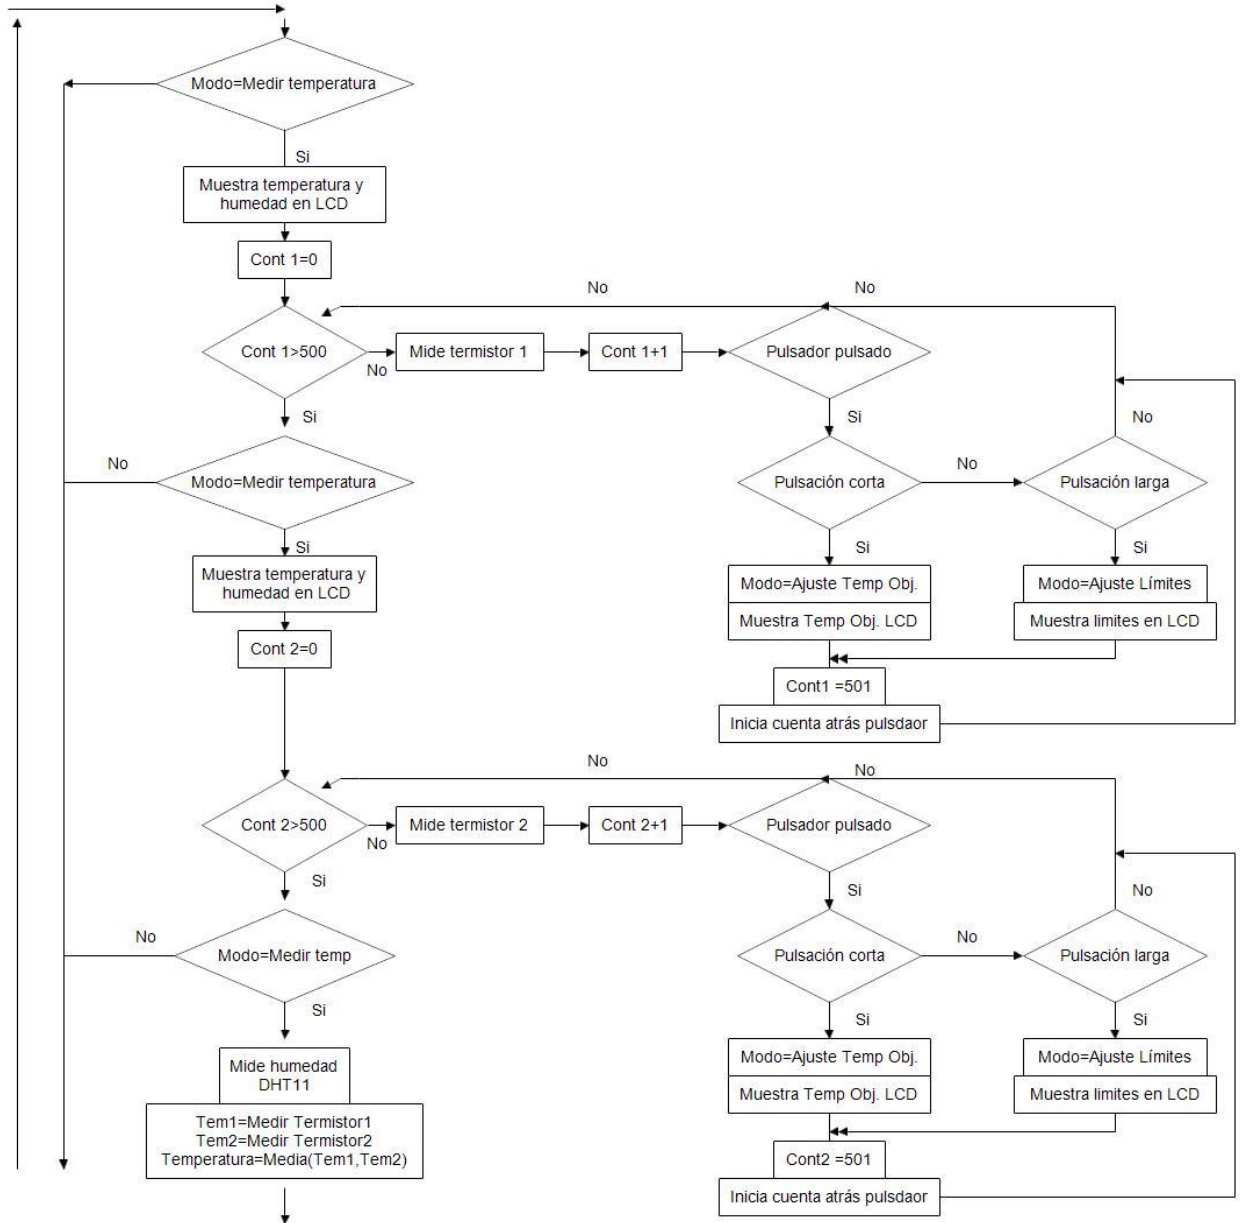 Modo=Medir temperatura
Si
Muestra temperatura y
humedad en LCD
Cont 1=0
No
No
Cont 1>500
No
Mide termistor 1
Cont 1+1
Pulsador pulsado
Si
Si
No
No
Modo=Medir temperatura
Pulsación corta
No
Pulsación larga
Si
Si
Si
Muestra temperatura y
humedad en LCD
Modo=Ajuste Temp Obj.
Modo=Ajuste Límites
Muestra Temp Obj. LCD
Muestra limites en LCD
Cont 2=0
Cont1 =501
Inicia cuenta atrás pulsdaor
No
No
Cont 2>500
No
Mide termistor 2
Cont 2+1
Pulsador pulsado
Si
Si
No
No
Modo=Medir temp
Pulsación corta
No
Pulsación larga
Si
Si
Si
Mide humedad
DHT11
Modo=Ajuste Temp Obj.
Modo=Ajuste Límites
Muestra Temp Obj. LCD
Muestra limites en LCD
Tem1=Medir Termistor1
Tem2=Medir Termistor2
Temperatura=Media(Tem1,Tem2)
Cont2 =501
Inicia cuenta atrás pulsdaor